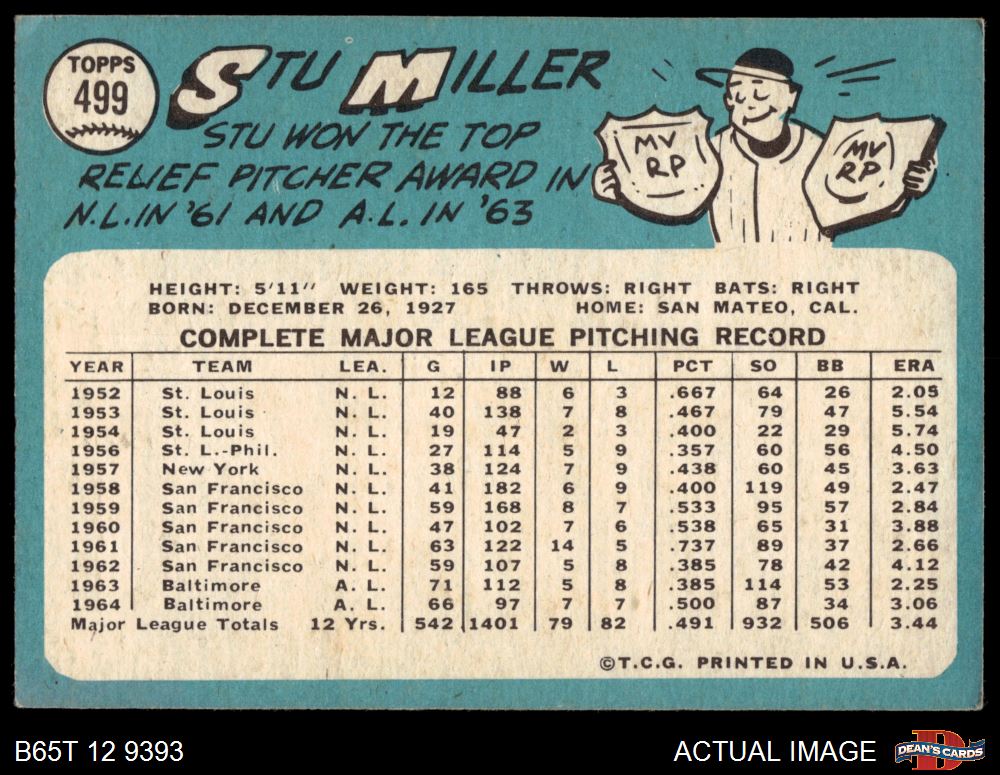 TOPPS
499
STU MILLER
STU WON THE TOP
RELIEF PITCHER AWARD IN
N.L. IN '61 AND A.L. IN '63
MV
RP
MV
RP.
HEIGHT: 5'11" WEIGHT: 165 THROWS: RIGHT BATS: RIGHT
BORN: DECEMBER 26, 1927 HOME: SAN MATEO, CAL.
COMPLETE MAJOR LEAGUE PITCHING RECORD
YEAR TEAM LEA. G IP W L PCT SO BB ERA
1952 St. Louis N. L. 12 88 6 3 .667 64 26 2.05
1953 St. Louis N. L. 40 138 7 8 .467 79 47 5.54
1954 St. Louis N. L. 19 47 2 3 .400 22 29 5.74
1956 St. L.-Phil. N. L. 27 114 5 9 .357 60 56 4.50
1957 New York N. L. 38 124 7 9 .438 60 45 3.63
1958 San Francisco N. L. 41 182 6 9 .400 119 49 2.47
1959 San Francisco N. L. 59 168 8 7 .533 95 57 2.84
1960 San Francisco N. L. 47 102 7 6 .538 65 31 3.88
1961 San Francisco N. L. 63 122 14 5 .737 89 37 2.66
1962 San Francisco N. L. 59 107 5 8 .385 78 42 4.12
1963 Baltimore A. L. 71 112 5 8 .385 114 53 2.25
1964 Baltimore A. L. 66 97 7 7 .500 87 34 3.06
Major League Totals 12 Yrs. 542 1401 79 82 .491 932 506 3.44
©T.C.G. PRINTED IN U.S.A.
B65T 12 9393
ACTUAL IMAGE
D
DEAN'S CARDS